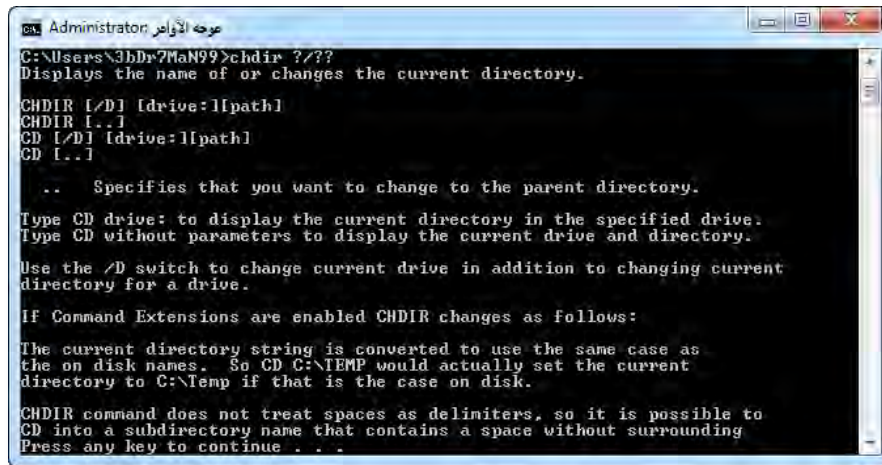 Administrator: موجه الأوامر
C:\Users\3bDr7MaN99>chdir ?/??
Displays the name of or changes the current directory.
CHDIR [/D] [drive:][path]
CHDIR [..]
CD [/D] [drive:][path]
CD [..]
.. Specifies that you want to change to the parent directory.
Type CD drive: to display the current directory in the specified drive.
Type CD without parameters to display the current drive and directory.
Use the /D switch to change current drive in addition to changing current
directory for a drive.
If Command Extensions are enabled CHDIR changes as follows:
The current directory string is converted to use the same case as
the on disk names. So CD C:\TEMP would actually set the current
directory to C:\Temp if that is the case on disk.
CHDIR command does not treat spaces as delimiters, so it is possible to
CD into a subdirectory name that contains a space without surrounding
Press any key to continue . . .